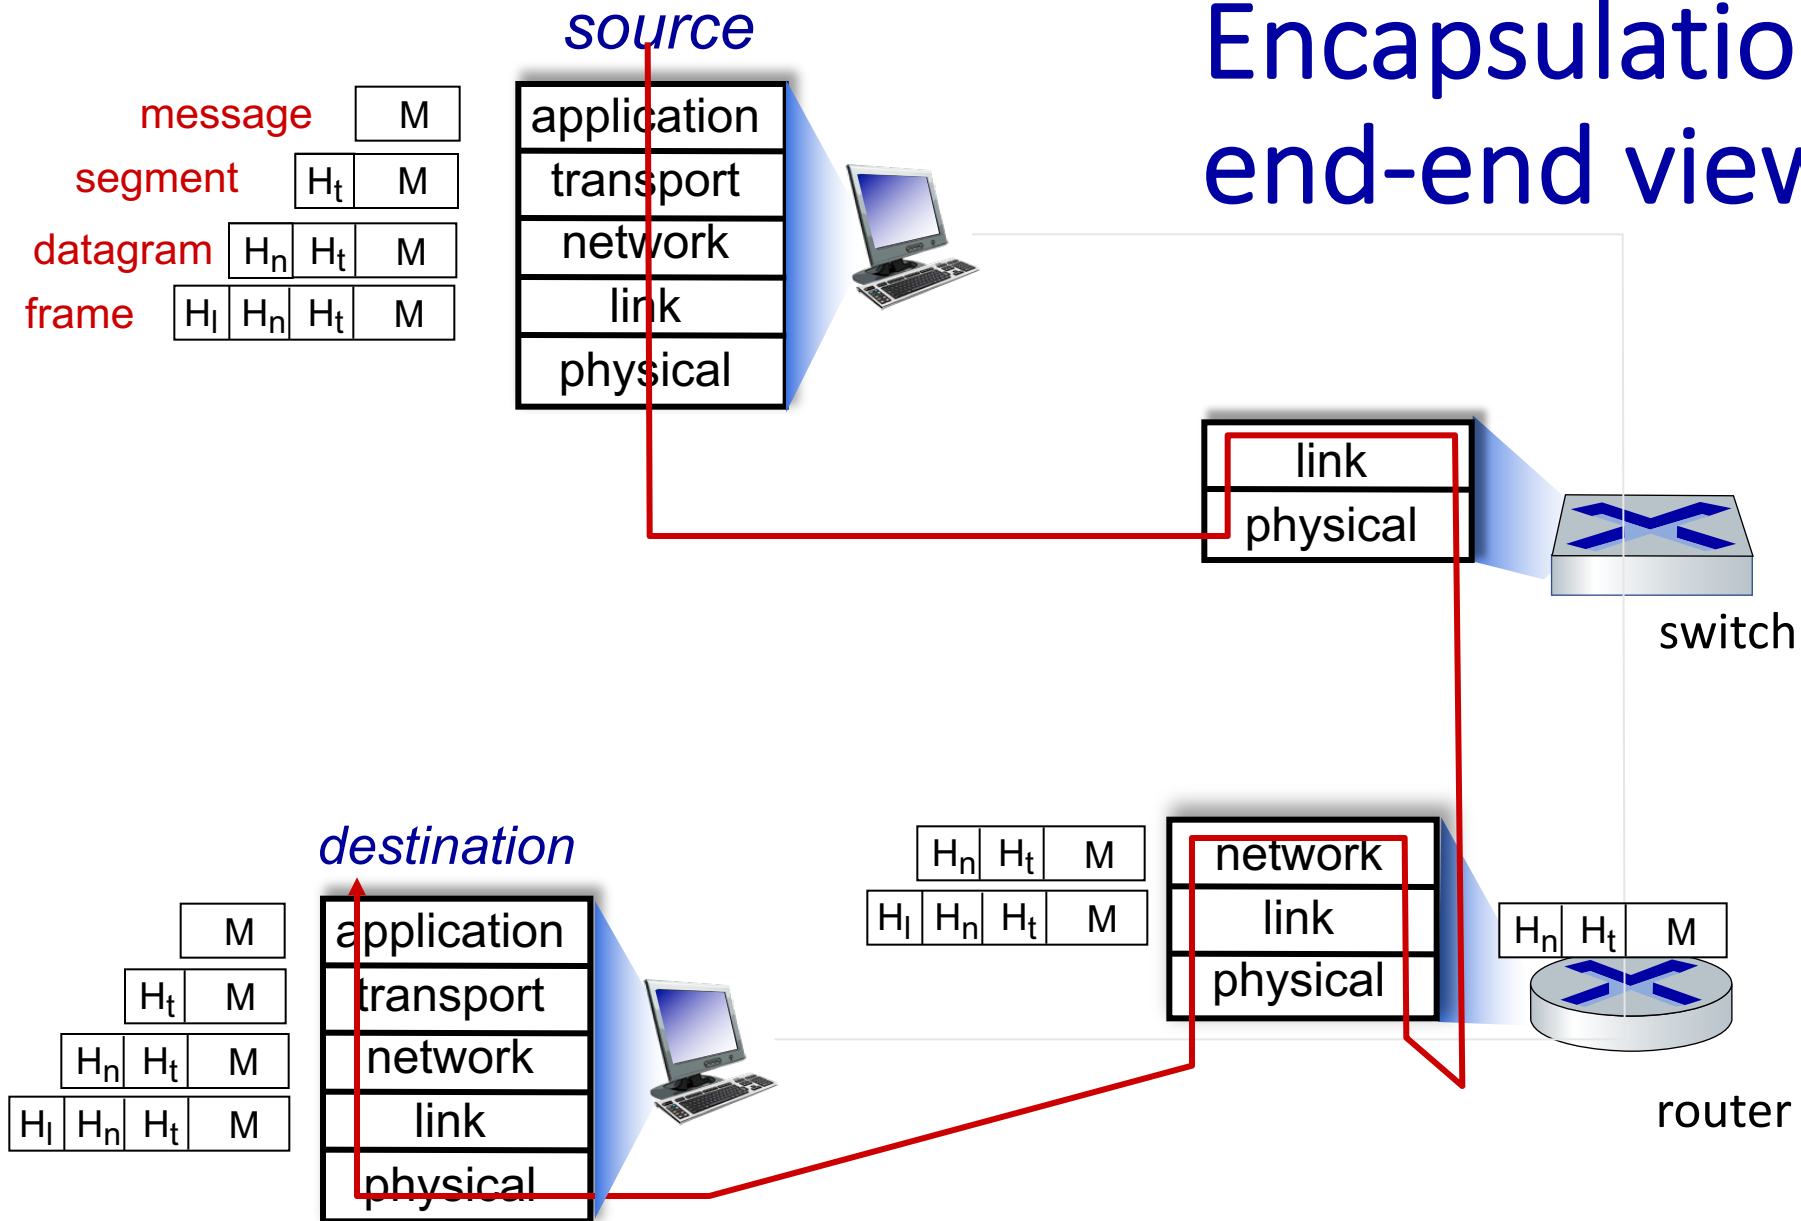 source
Encapsulatio
end-end view
message M
segment Hₜ M
datagram Hₙ Hₜ M
frame Hₗ Hₙ Hₜ M
application
transport
network
link
physical
link
physical
switch
destination
M
Hₜ M
Hₙ Hₜ M
Hₗ Hₙ Hₜ M
application
transport
network
link
physical
Hₙ Hₜ M
Hₗ Hₙ Hₜ M
network
link
physical
Hₙ Hₜ M
router